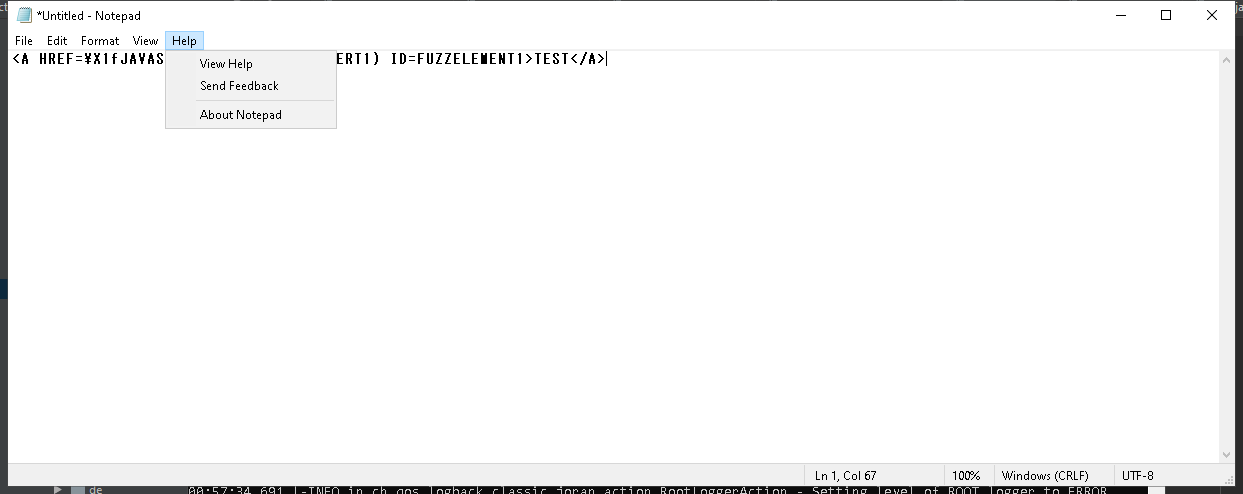 *Untitled - Notepad
File Edit Format View Help
<A HREF=¥X1fJAVAS ERT1) ID=FUZZELEMENT1>TEST</A>
View Help
Send Feedback
About Notepad
Ln 1, Col 67 100% Windows (CRLF) UTF-8
de 00:57:34,691 |-INFO in ch.qos.logback.classic.joran.action.RootLoggerAction - Setting level of ROOT logger to ERROR